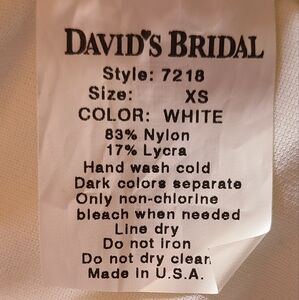 DAVID'S BRIDAL
Style: 7218
Size: XS
COLOR: WHITE
83% Nylon
17% Lycra
Hand wash cold
Dark colors separate
Only non-chlorine
bleach when needed
Line dry
Do not iron
Do not dry clean
Made in U.S.A.